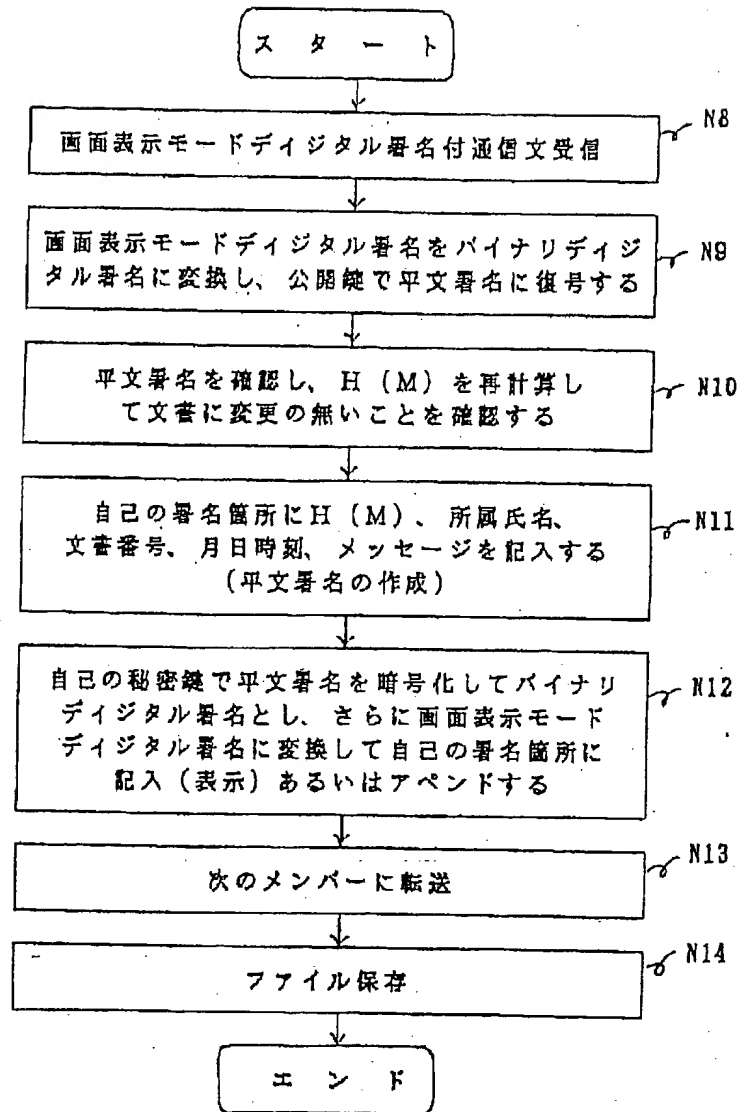 スタート
画面表示モードディジタル署名付通信文受信
N8
画面表示モードディジタル署名をバイナリディジ
タル署名に変換し、公開鍵で平文署名に復号する
N9
平文署名を確認し、H(M)を再計算し
て文書に変更の無いことを確認する
N10
自己の署名箇所にH(M)、所属氏名、
文書番号、月日時刻、メッセージを記入する
(平文署名の作成)
N11
自己の秘密鍵で平文署名を暗号化してバイナリ
ディジタル署名とし、さらに画面表示モード
ディジタル署名に変換して自己の署名箇所に
記入(表示)あるいはアペンドする
N12
次のメンバーに転送
N13
ファイル保存
N14
エンド